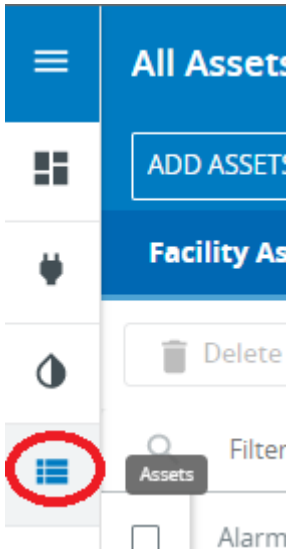 All Assets
ADD ASSETS
Facility As
Delete
Filter
Assets
Alarm